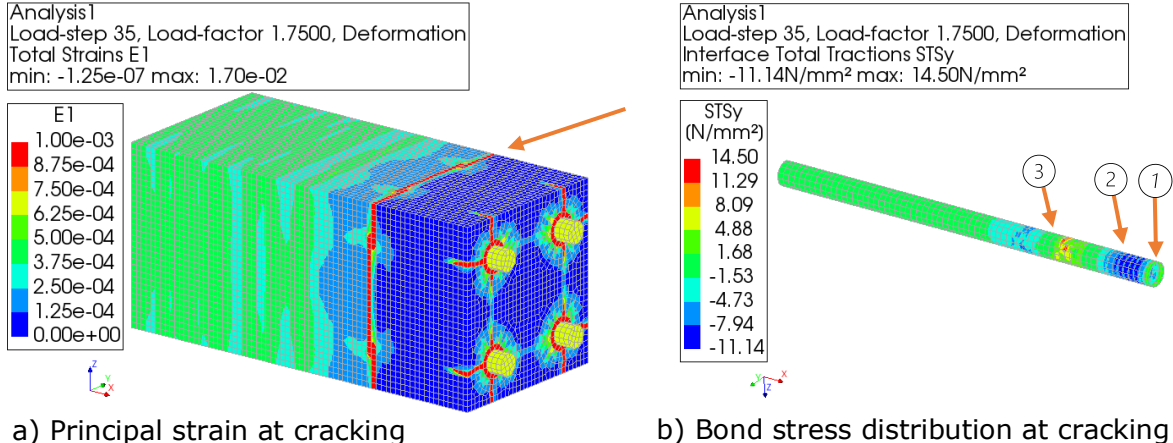 Analysis1
Load-step 35, Load-factor 1.7500, Deformation
Total Strains E1
min: -1.25e-07 max: 1.70e-02
E1
1.00e-03
8.75e-04
7.50e-04
6.25e-04
5.00e-04
3.75e-04
2.50e-04
1.25e-04
0.00e+00
Z
Y
X
a) Principal strain at cracking
Analysis1
Load-step 35, Load-factor 1.7500, Deformation
Interface Total Tractions STSy
min: -11.14N/mm² max: 14.50N/mm²
STSy
(N/mm²)
14.50
11.29
8.09
4.88
1.68
-1.53
-4.73
-7.94
-11.14
3
2
1
Y
X
Z
b) Bond stress distribution at cracking